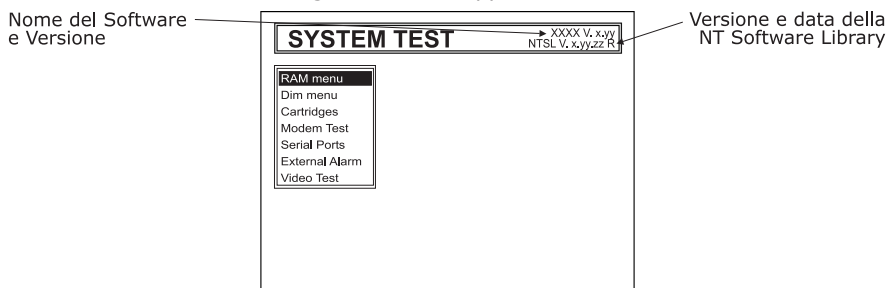 Nome del Software
e Versione
SYSTEM TEST
XXXX V. x.yy
NTSL V. x.yy.zz R
Versione e data della
NT Software Library
RAM menu
Dim menu
Cartridges
Modem Test
Serial Ports
External Alarm
Video Test